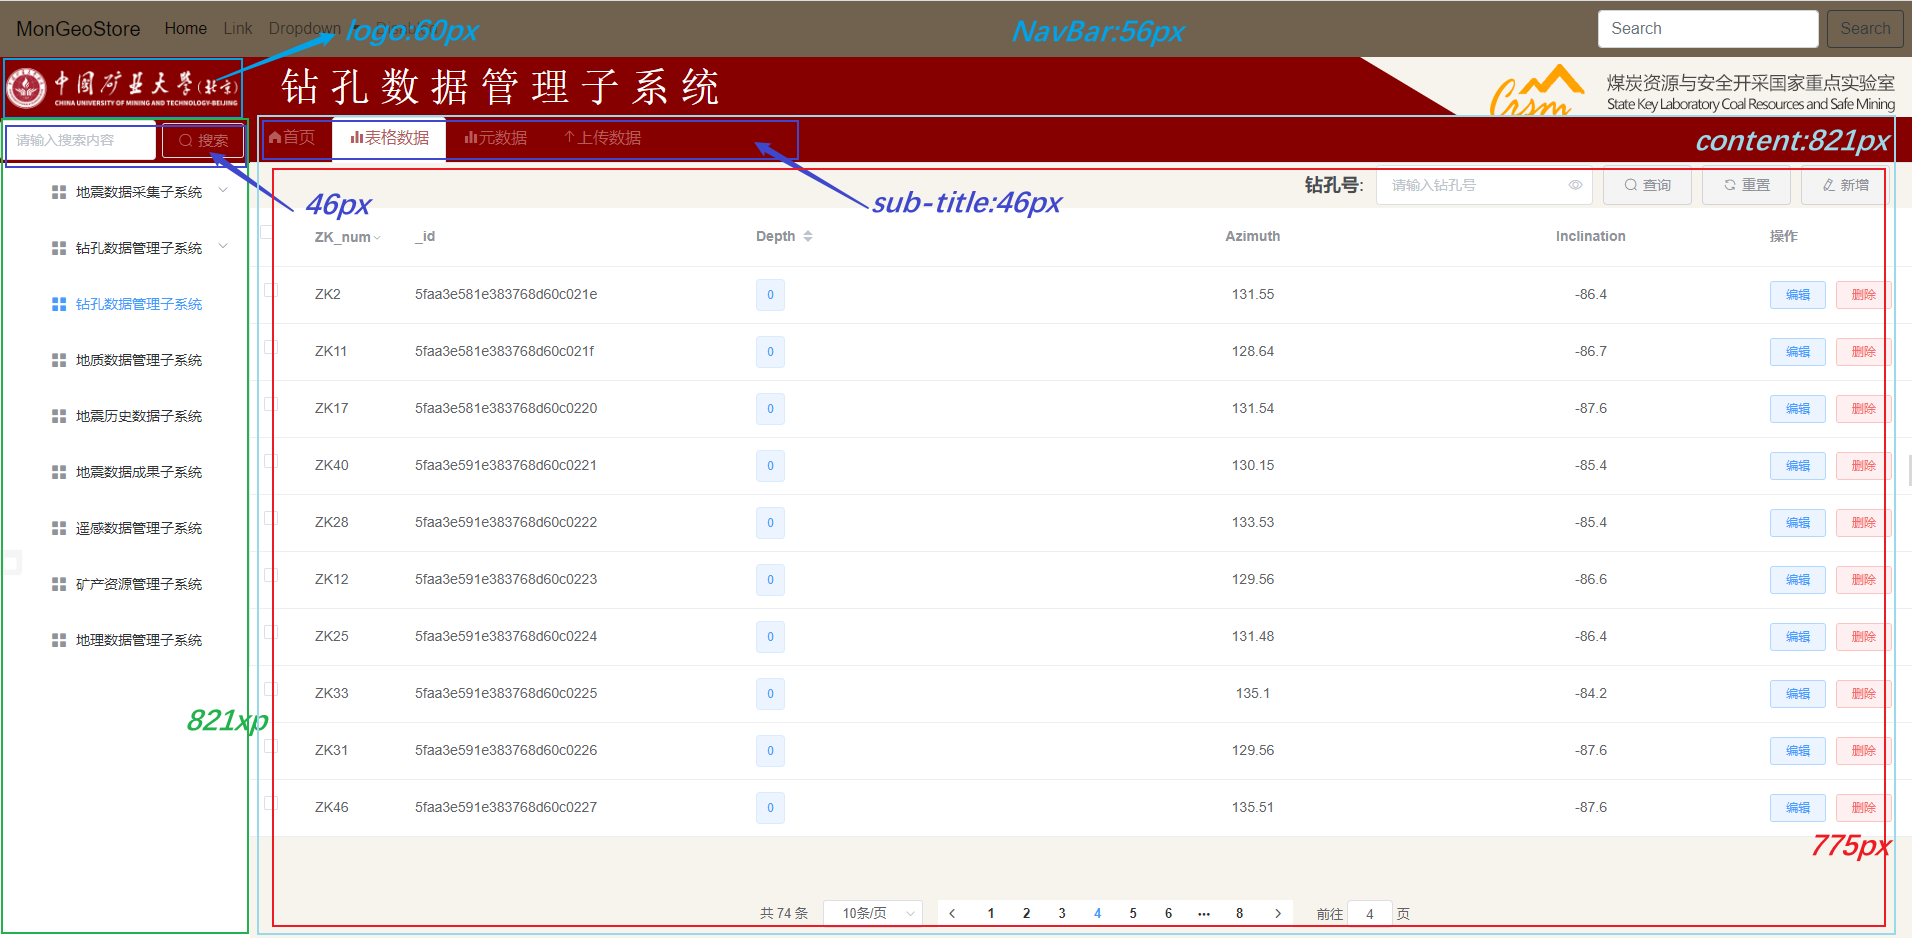 MonGeoStore Home Link Dropdown logo:60px NavBar:56px Search Search
中国矿业大学(北京)
CHINA UNIVERSITY OF MINING AND TECHNOLOGY-BEIJING
钻孔数据管理子系统
Crsm
煤炭资源与安全开采国家重点实验室
State Key Laboratory Coal Resources and Safe Mining
请输入搜索内容 搜索 首页 表格数据 元数据 上传数据 content:821px
46px sub-title:46px
地震数据采集子系统
钻孔数据管理子系统
钻孔数据管理子系统
地质数据管理子系统
地震历史数据子系统
地震数据成果子系统
遥感数据管理子系统
矿产资源管理子系统
地理数据管理子系统
821xp
钻孔号: 请输入钻孔号 查询 重置 新增
ZK_num _id Depth Azimuth Inclination 操作
ZK2 5faa3e581e383768d60c021e 0 131.55 -86.4 编辑 删除
ZK11 5faa3e581e383768d60c021f 0 128.64 -86.7 编辑 删除
ZK17 5faa3e581e383768d60c0220 0 131.54 -87.6 编辑 删除
ZK40 5faa3e591e383768d60c0221 0 130.15 -85.4 编辑 删除
ZK28 5faa3e591e383768d60c0222 0 133.53 -85.4 编辑 删除
ZK12 5faa3e591e383768d60c0223 0 129.56 -86.6 编辑 删除
ZK25 5faa3e591e383768d60c0224 0 131.48 -86.4 编辑 删除
ZK33 5faa3e591e383768d60c0225 0 135.1 -84.2 编辑 删除
ZK31 5faa3e591e383768d60c0226 0 129.56 -87.6 编辑 删除
ZK46 5faa3e591e383768d60c0227 0 135.51 -87.6 编辑 删除
775px
共 74 条 10条/页 1 2 3 4 5 6 ••• 8 前往 4 页